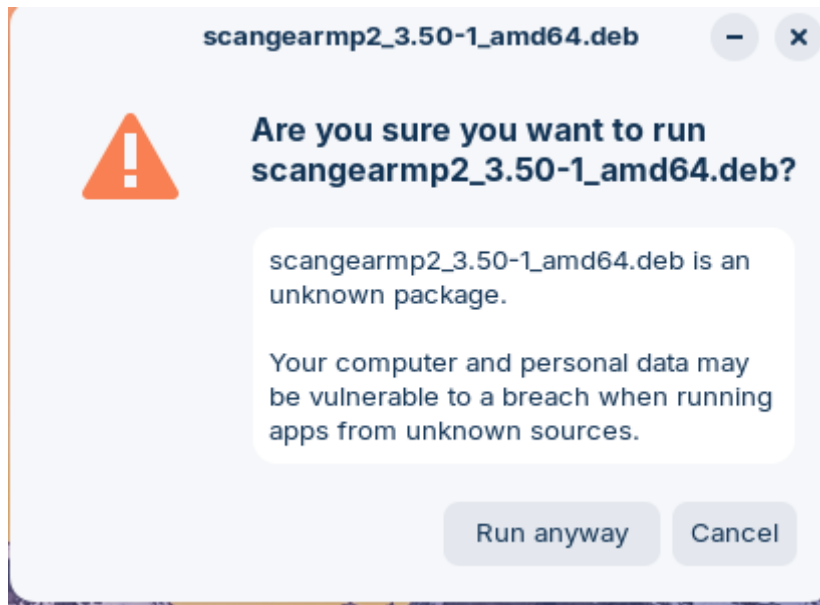 scangearmp2_3.50-1_amd64.deb
Are you sure you want to run
scangearmp2_3.50-1_amd64.deb?
scangearmp2_3.50-1_amd64.deb is an
unknown package.
Your computer and personal data may
be vulnerable to a breach when running
apps from unknown sources.
Run anyway Cancel